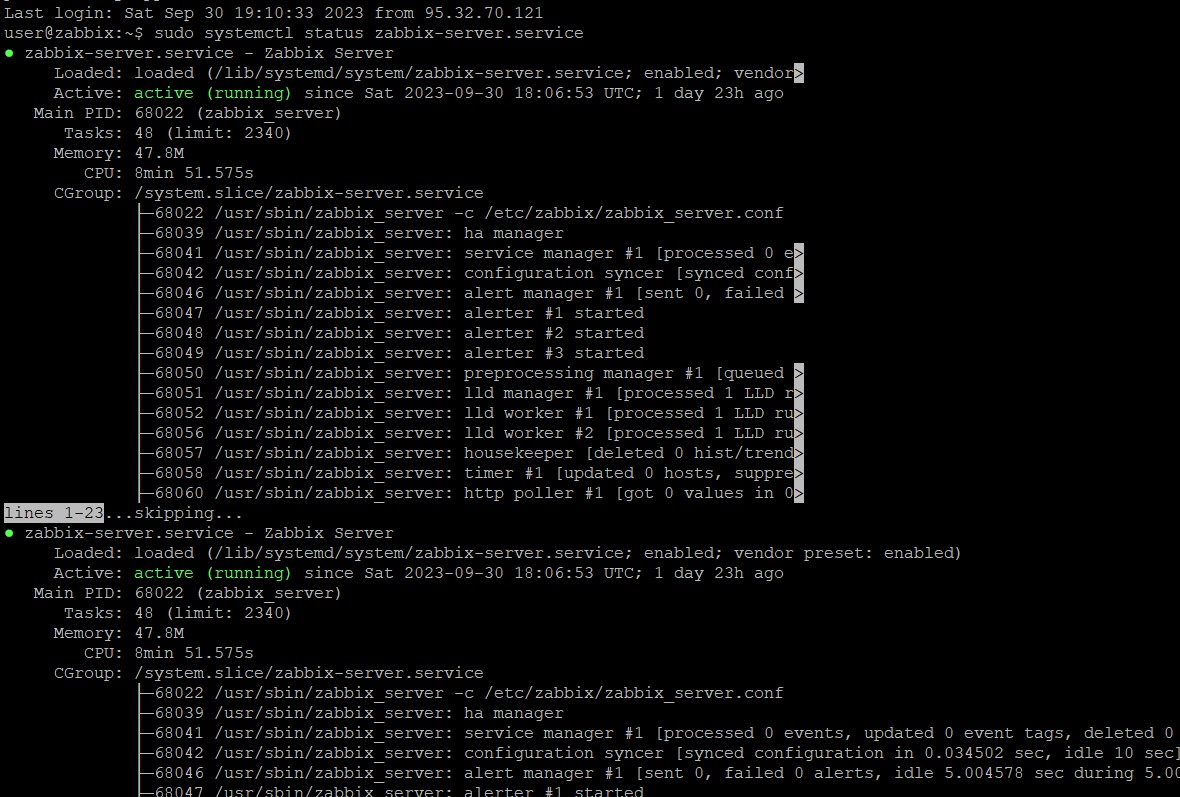 Last login: Sat Sep 30 19:10:33 2023 from 95.32.70.121
user@zabbix:~$ sudo systemctl status zabbix-server.service
● zabbix-server.service - Zabbix Server
     Loaded: loaded (/lib/systemd/system/zabbix-server.service; enabled; vendor>
     Active: active (running) since Sat 2023-09-30 18:06:53 UTC; 1 day 23h ago
   Main PID: 68022 (zabbix_server)
      Tasks: 48 (limit: 2340)
     Memory: 47.8M
        CPU: 8min 51.575s
     CGroup: /system.slice/zabbix-server.service
             ├─68022 /usr/sbin/zabbix_server -c /etc/zabbix/zabbix_server.conf
             ├─68039 /usr/sbin/zabbix_server: ha manager
             ├─68041 /usr/sbin/zabbix_server: service manager #1 [processed 0 e>
             ├─68042 /usr/sbin/zabbix_server: configuration syncer [synced conf>
             ├─68046 /usr/sbin/zabbix_server: alert manager #1 [sent 0, failed >
             ├─68047 /usr/sbin/zabbix_server: alerter #1 started
             ├─68048 /usr/sbin/zabbix_server: alerter #2 started
             ├─68049 /usr/sbin/zabbix_server: alerter #3 started
             ├─68050 /usr/sbin/zabbix_server: preprocessing manager #1 [queued >
             ├─68051 /usr/sbin/zabbix_server: lld manager #1 [processed 1 LLD r>
             ├─68052 /usr/sbin/zabbix_server: lld worker #1 [processed 1 LLD ru>
             ├─68056 /usr/sbin/zabbix_server: lld worker #2 [processed 1 LLD ru>
             ├─68057 /usr/sbin/zabbix_server: housekeeper [deleted 0 hist/trend>
             ├─68058 /usr/sbin/zabbix_server: timer #1 [updated 0 hosts, suppre>
             ├─68060 /usr/sbin/zabbix_server: http poller #1 [got 0 values in 0>
lines 1-23...skipping...
● zabbix-server.service - Zabbix Server
     Loaded: loaded (/lib/systemd/system/zabbix-server.service; enabled; vendor preset: enabled)
     Active: active (running) since Sat 2023-09-30 18:06:53 UTC; 1 day 23h ago
   Main PID: 68022 (zabbix_server)
      Tasks: 48 (limit: 2340)
     Memory: 47.8M
        CPU: 8min 51.575s
     CGroup: /system.slice/zabbix-server.service
             ├─68022 /usr/sbin/zabbix_server -c /etc/zabbix/zabbix_server.conf
             ├─68039 /usr/sbin/zabbix_server: ha manager
             ├─68041 /usr/sbin/zabbix_server: service manager #1 [processed 0 events, updated 0 event tags, deleted 0
             ├─68042 /usr/sbin/zabbix_server: configuration syncer [synced configuration in 0.034502 sec, idle 10 sec]
             ├─68046 /usr/sbin/zabbix_server: alert manager #1 [sent 0, failed 0 alerts, idle 5.004578 sec during 5.00
             ├─68047 /usr/sbin/zabbix_server: alerter #1 started